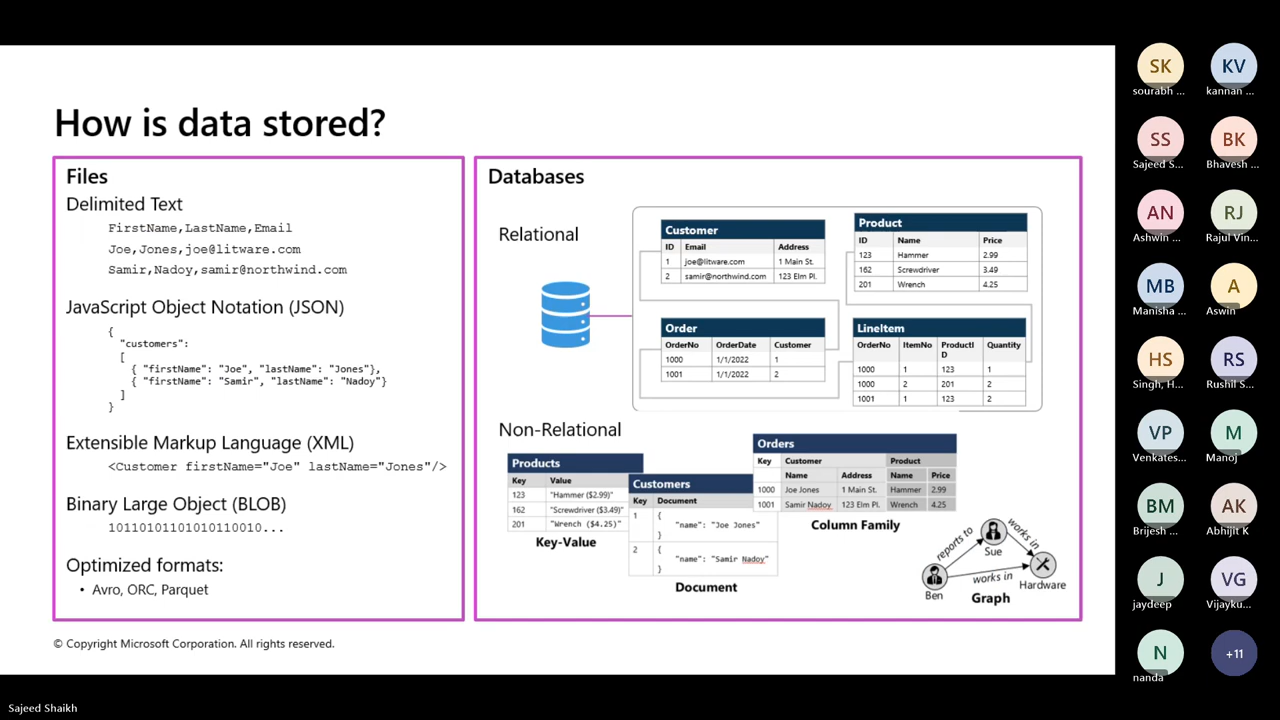 How is data stored?
Files
Delimited Text
FirstName,LastName,Email
Joe,Jones,joe@litware.com
Samir,Nadoy,samir@northwind.com
JavaScript Object Notation (JSON)
{
"customers":
[
{ "firstName": "Joe", "lastName": "Jones"},
{ "firstName": "Samir", "lastName": "Nadoy"}
]
}
Extensible Markup Language (XML)
<Customer firstName="Joe" lastName="Jones"/>
Binary Large Object (BLOB)
10110101101010110010...
Optimized formats:
• Avro, ORC, Parquet
Databases
Relational
Customer
ID Email Address
1 joe@litware.com 1 Main St.
2 samir@northwind.com 123 Elm Pl.
Product
ID Name Price
123 Hammer 2.99
162 Screwdriver 3.49
201 Wrench 4.25
Order
OrderNo OrderDate Customer
1000 1/1/2022 1
1001 1/1/2022 2
LineItem
OrderNo ItemNo ProductI Quantity
D
1000 1 123 1
1000 2 201 2
1001 1 123 2
Non-Relational
Products
Key Value
123 "Hammer ($2.99)"
162 "Screwdriver ($3.49)"
201 "Wrench ($4.25)"
Key-Value
Customers
Key Document
1 {
"name": "Joe Jones"
}
2 {
"name": "Samir Nadoy"
}
Document
Orders
Key Customer Product
Name Address Name Price
1000 Joe Jones 1 Main St. Hammer 2.99
1001 Samir Nadoy 123 Elm Pl. Wrench 4.25
Column Family
reports to
works in
Sue
works in
Ben
Hardware
Graph
© Copyright Microsoft Corporation. All rights reserved.
SK KV
sourabh ... kannan ...
SS BK
Sajeed S... Bhavesh ...
AN RJ
Ashwin ... Rajul Vin...
MB A
Manisha ... Aswin
HS RS
Singh, H... Rushil S...
VP M
Venkates... Manoj
BM AK
Brijesh ... Abhijit K
J VG
jaydeep Vijayku...
N +11
nanda
Sajeed Shaikh